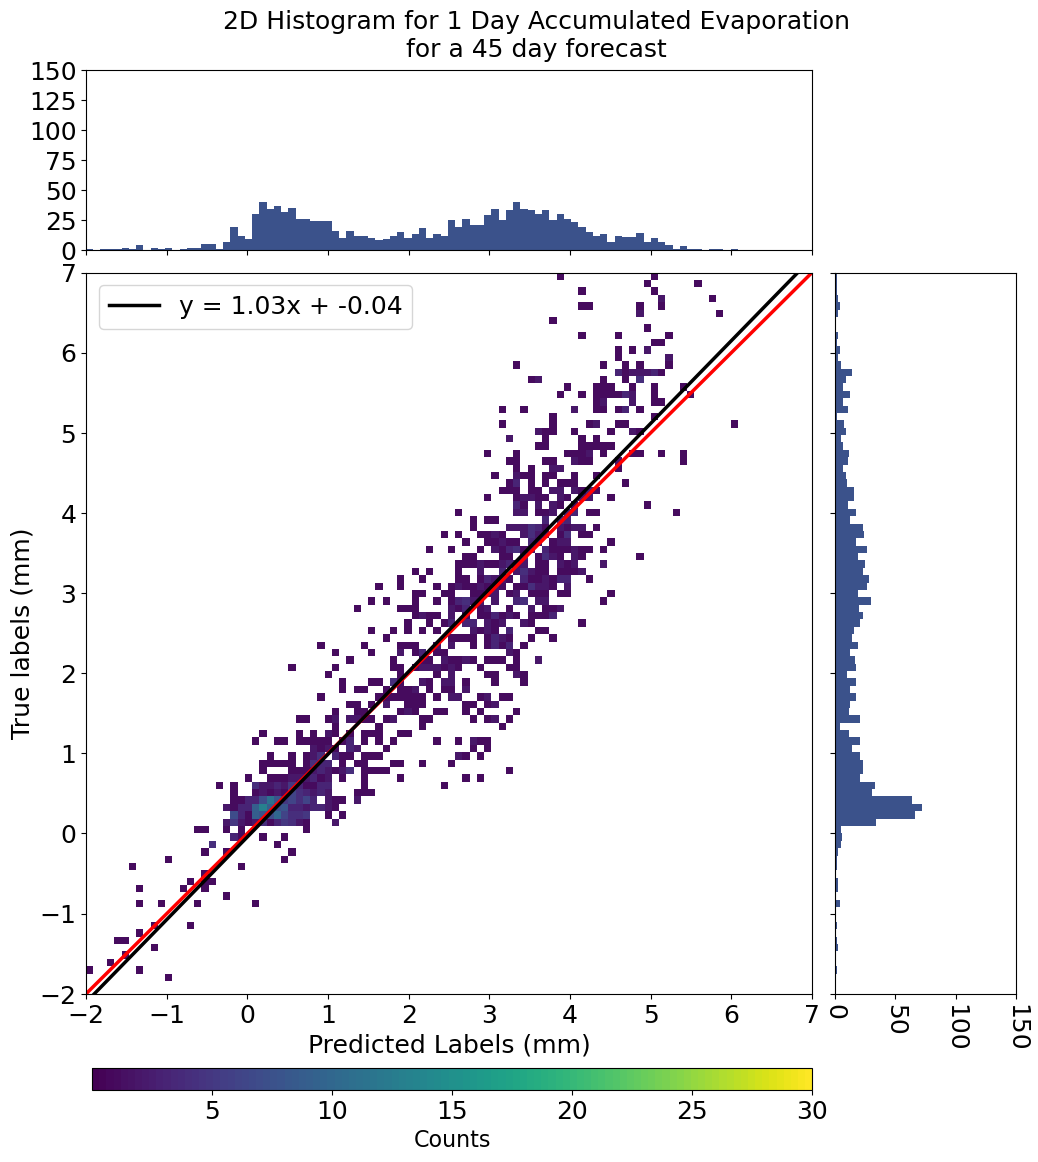 2D Histogram for 1 Day Accumulated Evaporation
for a 45 day forecast
150
125
100
75
50
25
0
7
6
5
4
3
2
1
0
−1
−2
True labels (mm)
y = 1.03x + -0.04
−2 −1 0 1 2 3 4 5 6 7
Predicted Labels (mm)
0 50 100 150
5 10 15 20 25 30
Counts